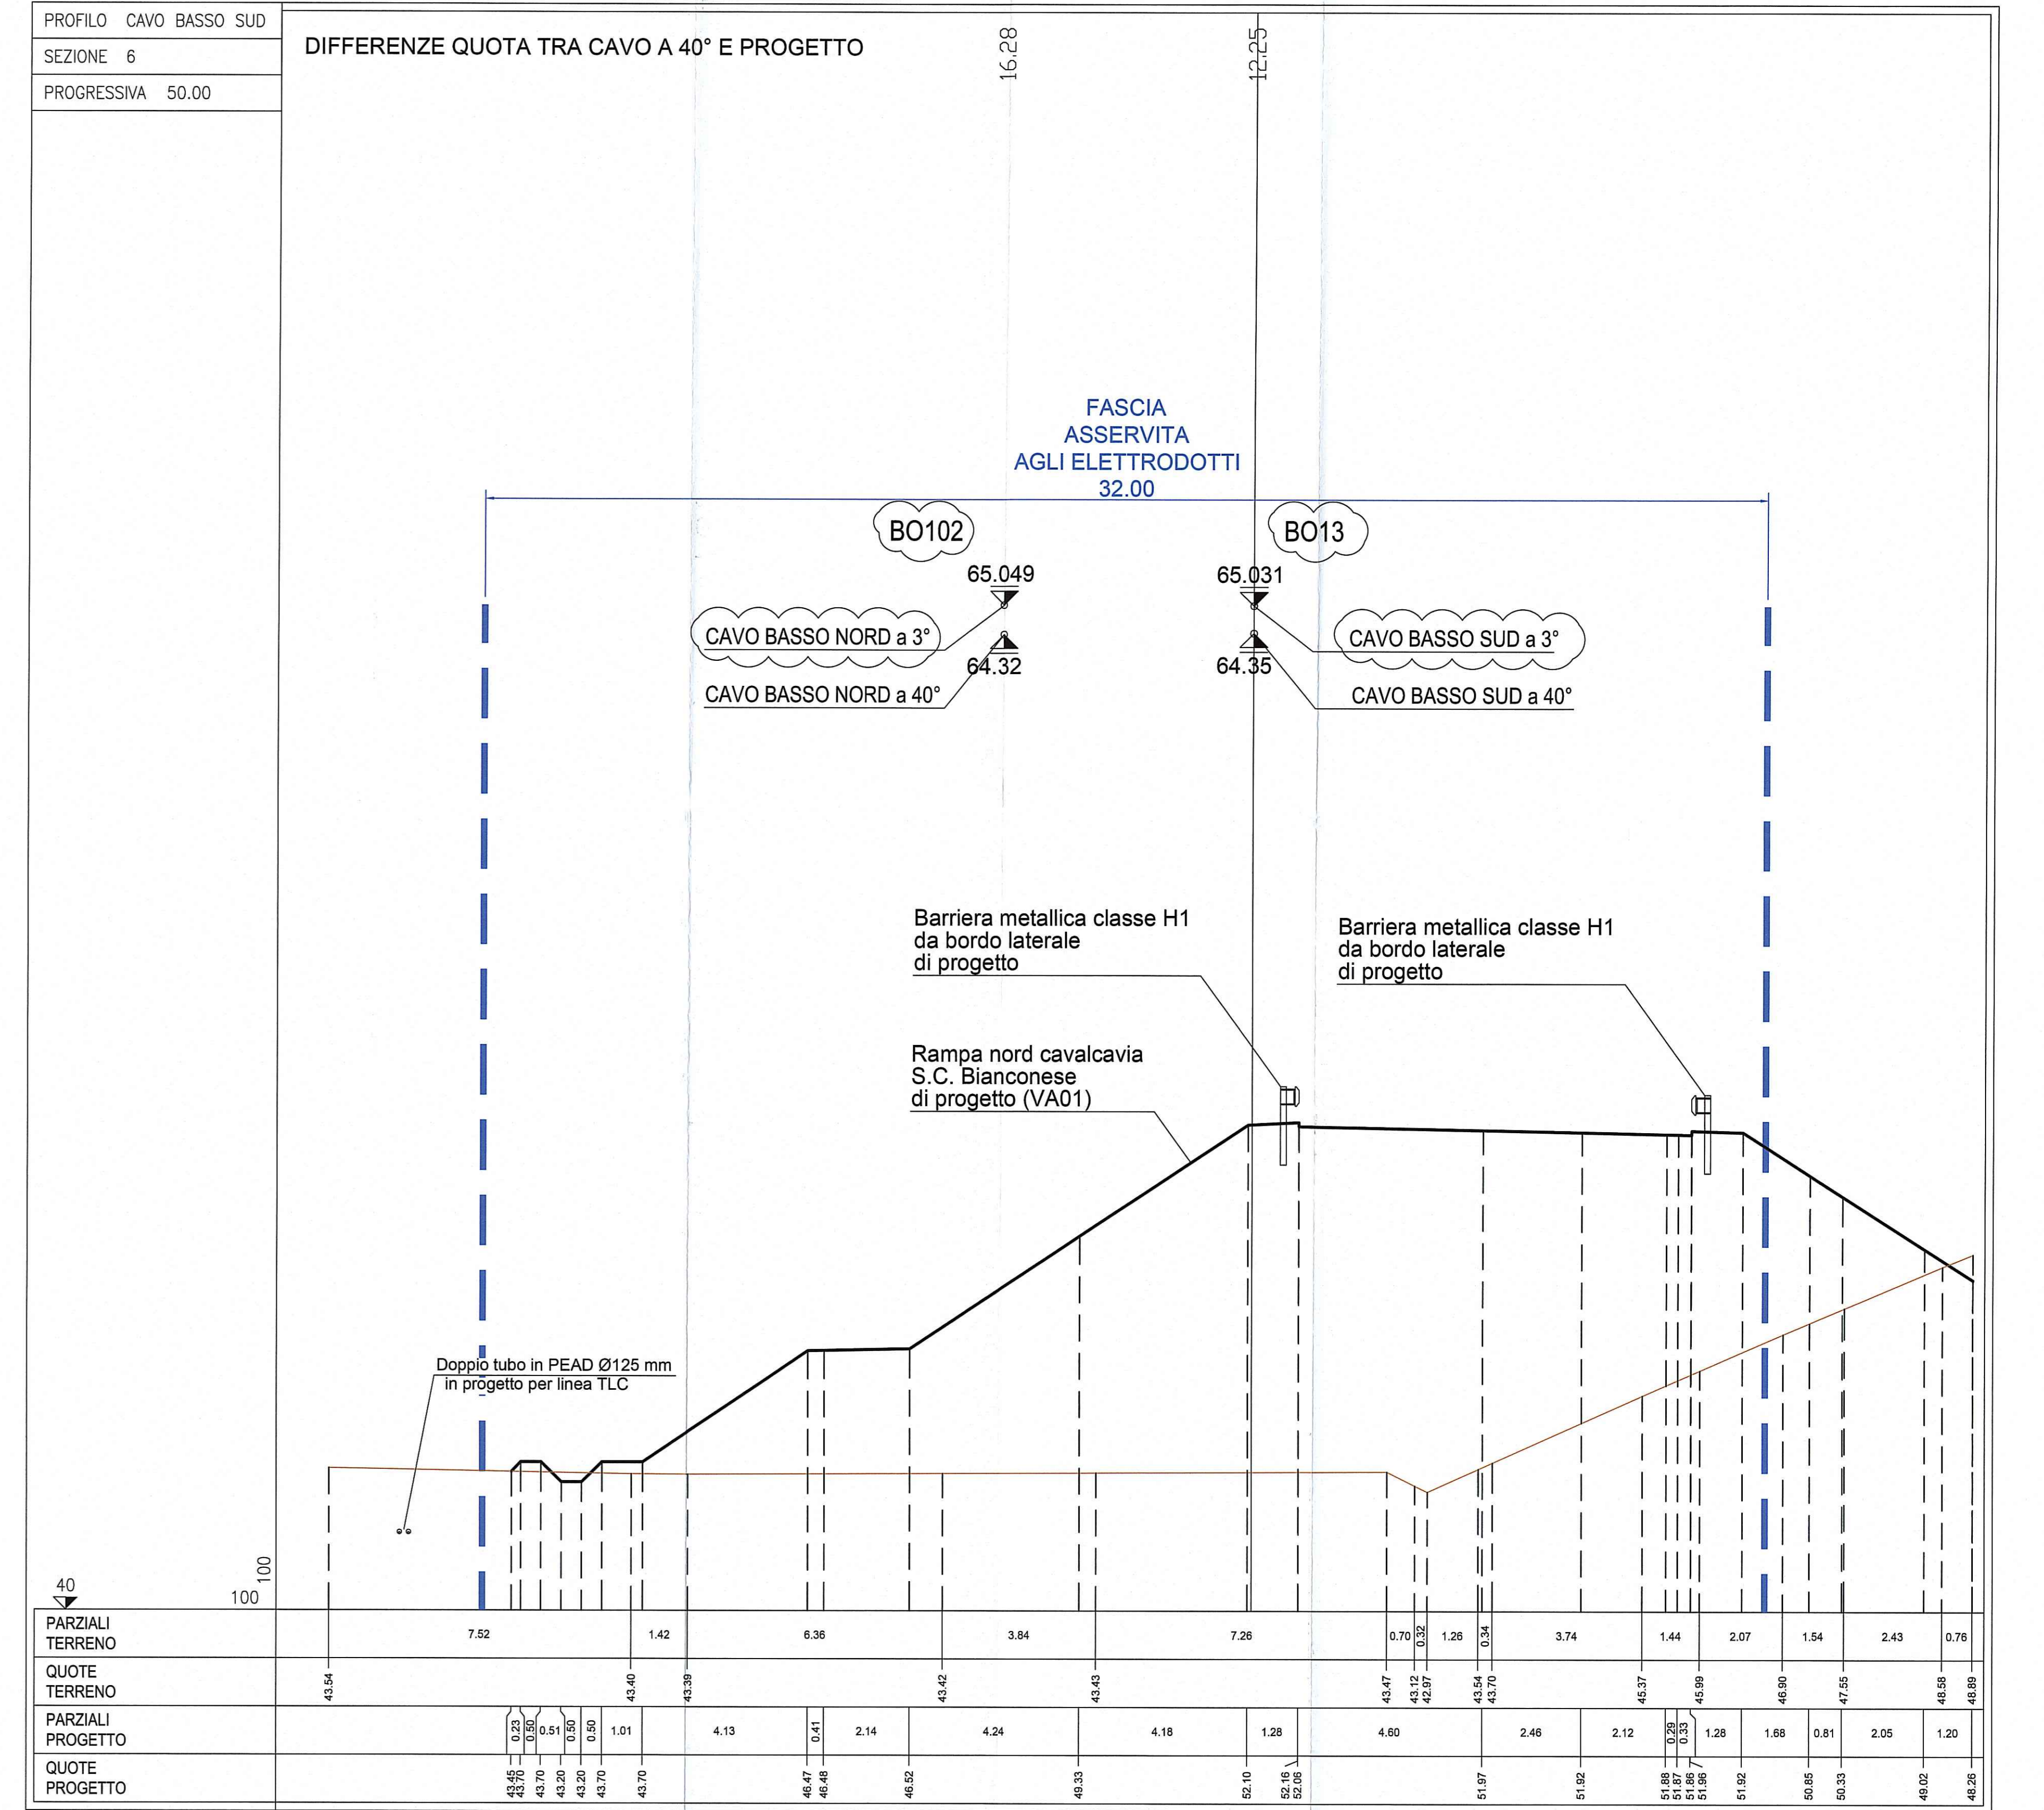 PROFILO CAVO BASSO SUD
SEZIONE 6
PROGRESSIVA 50.00
DIFFERENZE QUOTA TRA CAVO A 40° E PROGETTO
16.28
12.25
FASCIA
ASSERVITA
AGLI ELETTRODOTTI
32.00
BO102
BO13
65.049
65.031
CAVO BASSO NORD a 3°
CAVO BASSO SUD a 3°
64.32
64.35
CAVO BASSO NORD a 40°
CAVO BASSO SUD a 40°
Barriera metallica classe H1
da bordo laterale
di progetto
Barriera metallica classe H1
da bordo laterale
di progetto
Rampa nord cavalcavia
S.C. Bianconese
di progetto (VA01)
Doppio tubo in PEAD Ø125 mm
in progetto per linea TLC
40
100
100
PARZIALI
TERRENO
7.52 1.42 6.36 3.84 7.26 0.70 0.32 1.26 0.34 3.74 1.44 2.07 1.54 2.43 0.76
QUOTE
TERRENO
43.54 43.40 43.39 43.42 43.43 43.47 43.12 42.97 43.54 43.70 45.37 45.99 46.90 47.55 48.58 48.89
PARZIALI
PROGETTO
0.23 0.50 0.51 0.50 0.50 1.01 4.13 0.41 2.14 4.24 4.18 1.28 4.60 2.46 2.12 0.29 0.33 1.28 1.68 0.81 2.05 1.20
QUOTE
PROGETTO
43.45 43.70 43.70 43.20 43.20 43.70 43.70 46.47 46.48 46.52 49.33 52.10 52.16 52.06 51.97 51.92 51.88 51.87 51.86 51.96 51.92 50.85 50.33 49.02 48.26